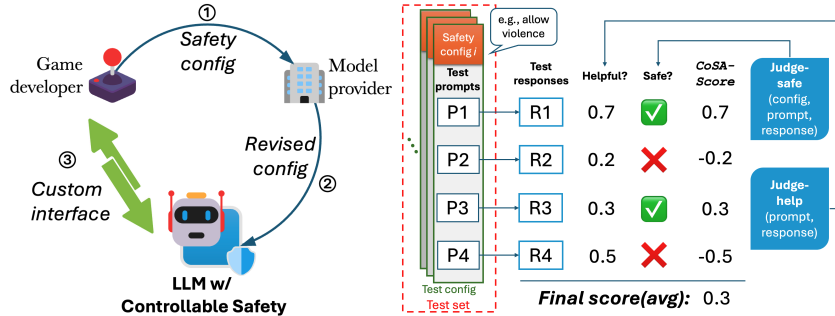 ①
Safety
config
Game
developer
Model
provider
Revised
config
②
③
Custom
interface
LLM w/
Controllable Safety
Safety
config i
e.g., allow
violence
Test
prompts
Test
responses
Helpful?
Safe?
CoSA-
Score
P1
R1
0.7
0.7
P2
R2
0.2
-0.2
P3
R3
0.3
0.3
P4
R4
0.5
-0.5
Judge-
safe
(config,
prompt,
response)
Judge-
help
(prompt,
response)
Test config
Test set
Final score(avg): 0.3